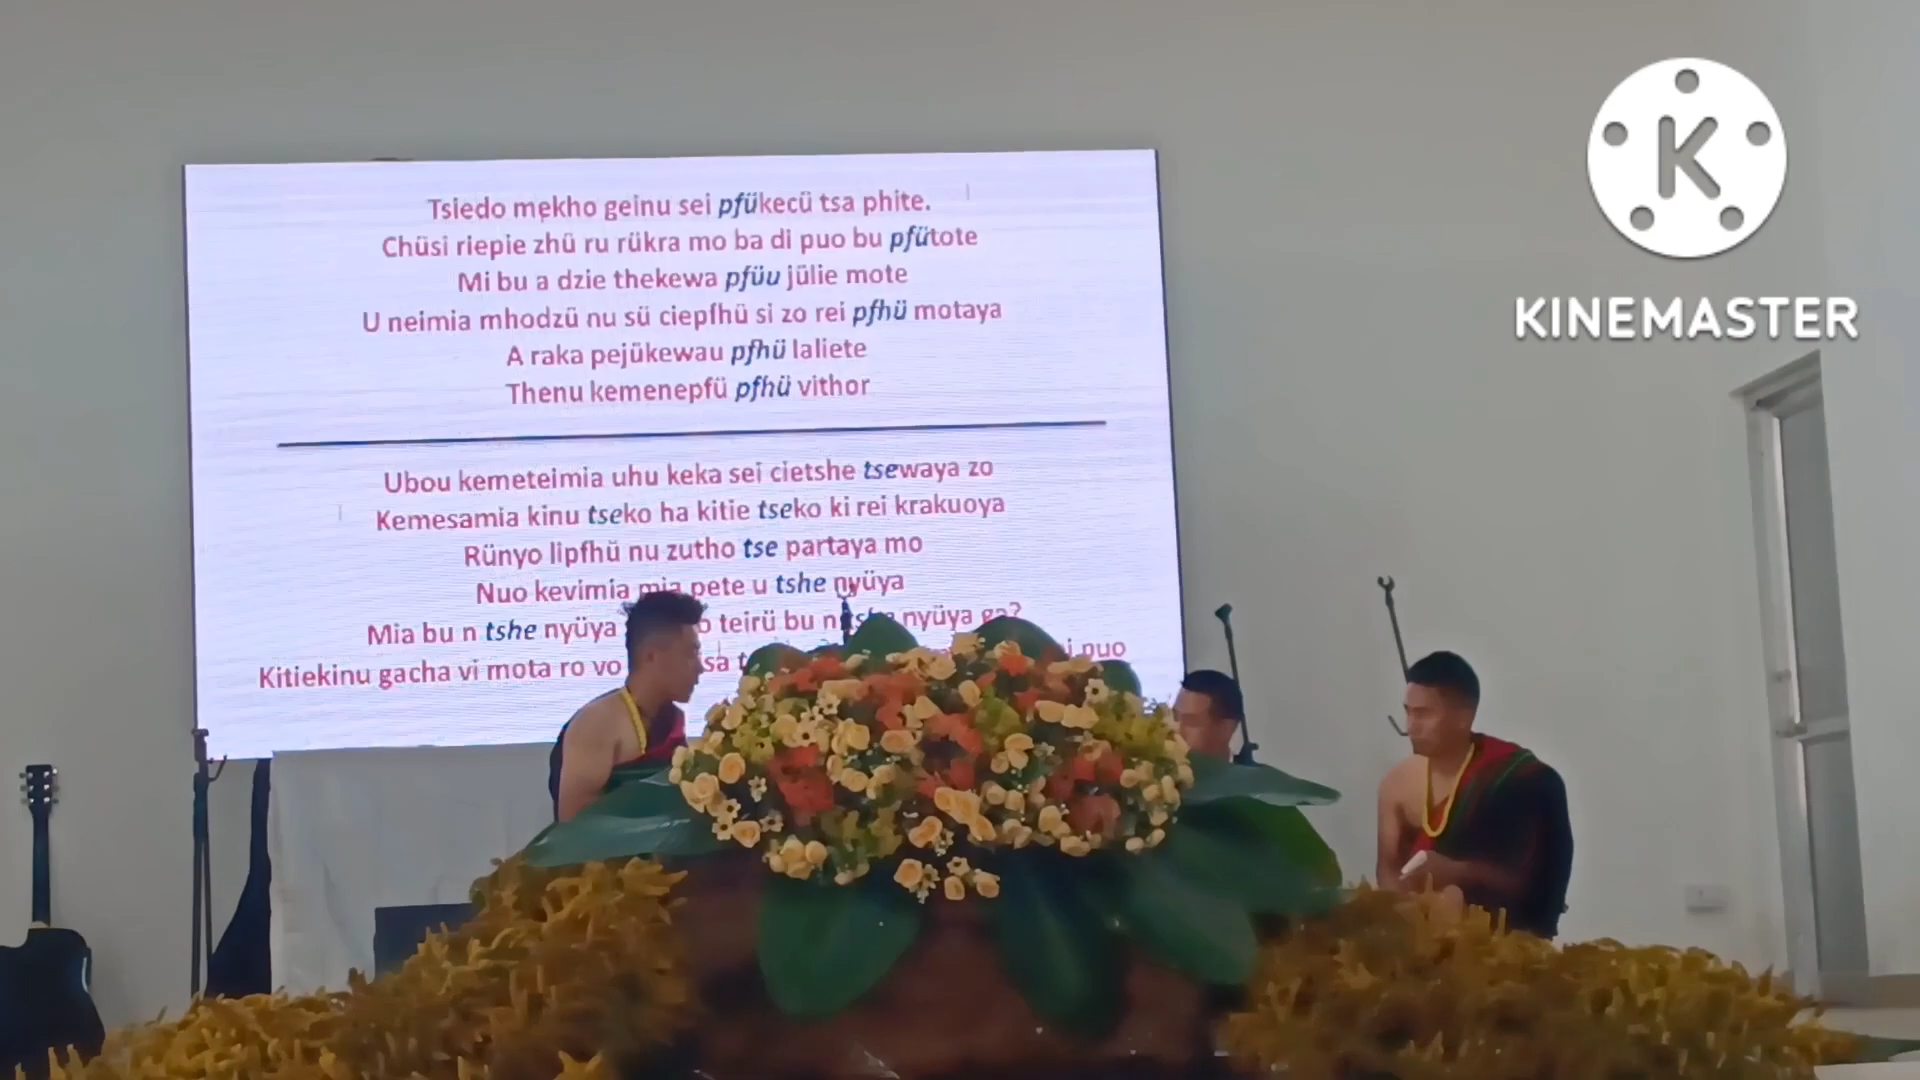 Tsiedo mękho geinu sei pfükecü tsa phite.
Chüsi riepie zhü ru rükra mo ba di puo bu pfütote
Mi bu a dzie thekewa pfüu jülie mote
U neimia mhodzü nu sü ciepfhü si zo rei pfhü motaya
A raka pejükewau pfhü laliete
Thenu kemenepfü pfhü vithor
Ubou kemeteimia uhu keka sei cietshe tsewaya zo
Kemesamia kinu tseko ha kitie tseko ki rei krakuoya
Rünyo lipfhü nu zutho tse partaya mo
Nuo kevimia mia pete u tshe nyüya
Mia bu n tshe nyüya teirü bu n nyüya ga?
Kitiekinu gacha vi mota ro vo puo
KINEMASTER